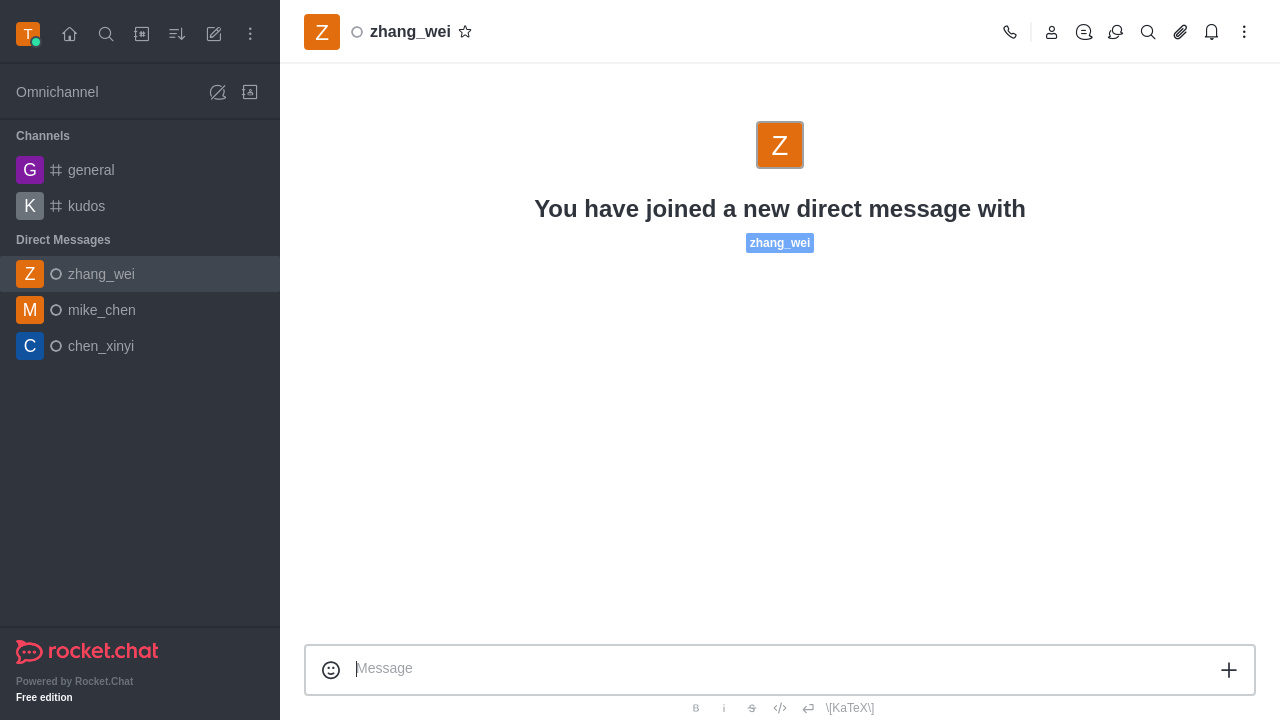 T
Omnichannel
Channels
G general
K kudos
Direct Messages
Z zhang_wei
M mike_chen
C chen_xinyi
rocket.chat
Powered by Rocket.Chat
Free edition
Z zhang_wei
Z
You have joined a new direct message with
zhang_wei
Message
B i S </> \[KaTeX\]